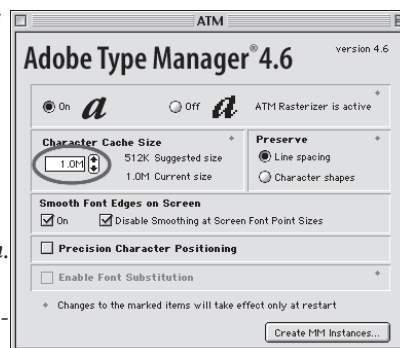 ATM
Adobe Type Manager®4.6
version 4.6
On a Off a ATM Rasterizer is active
Character Cache Size
1.0M 512K Suggested size
1.0M Current size
Preserve
Line spacing
Character shapes
Smooth Font Edges on Screen
On Disable Smoothing at Screen Font Point Sizes
Precision Character Positioning
Enable Font Substitution
Changes to the marked items will take effect only at restart
Create MM Instances...